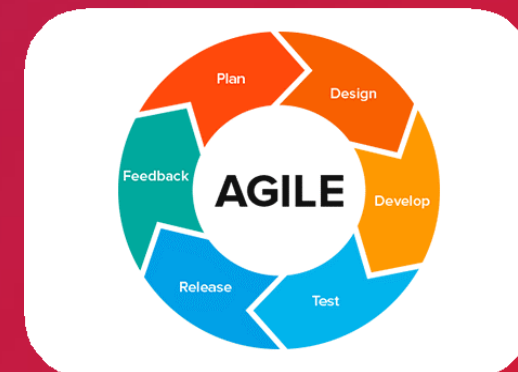 Plan
Design
Feedback
AGILE
Develop
Release
Test